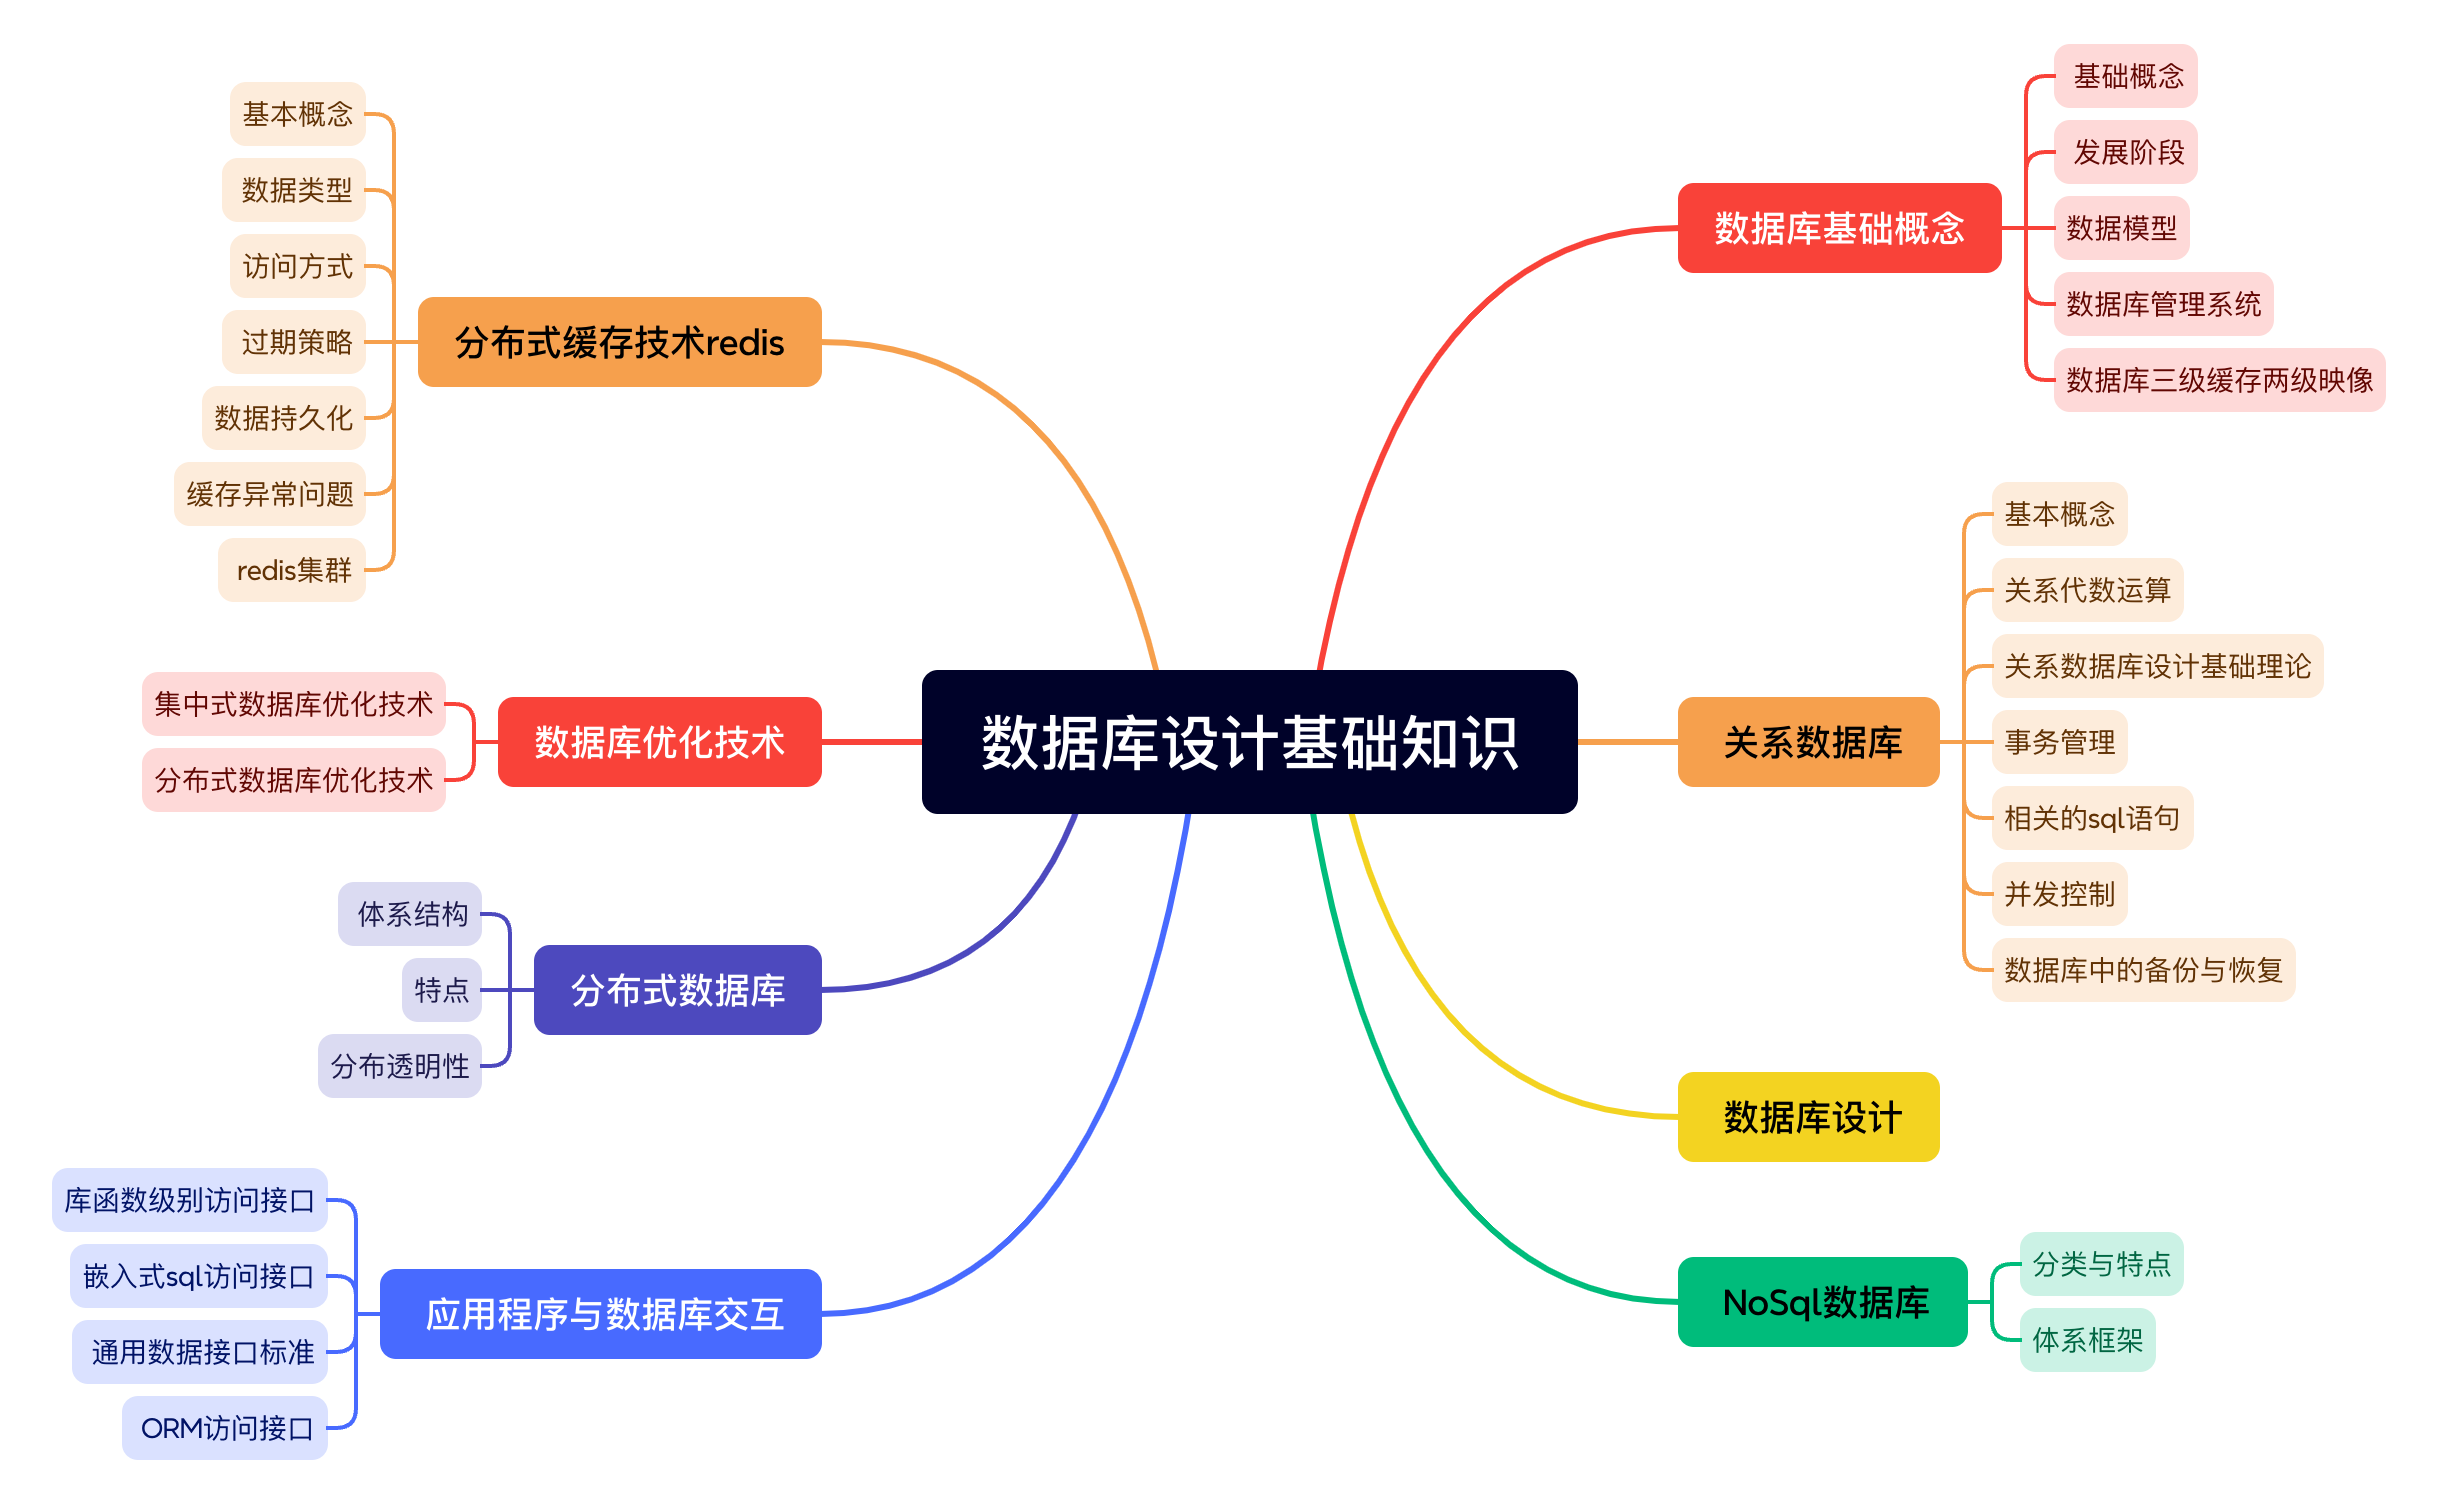 数据库设计基础知识
数据库基础概念
基础概念
发展阶段
数据模型
数据库管理系统
数据库三级缓存两级映像
关系数据库
基本概念
关系代数运算
关系数据库设计基础理论
事务管理
相关的sql语句
并发控制
数据库中的备份与恢复
数据库设计
NoSql数据库
分类与特点
体系框架
分布式缓存技术redis
基本概念
数据类型
访问方式
过期策略
数据持久化
缓存异常问题
redis集群
数据库优化技术
集中式数据库优化技术
分布式数据库优化技术
分布式数据库
体系结构
特点
分布透明性
应用程序与数据库交互
库函数级别访问接口
嵌入式sql访问接口
通用数据接口标准
ORM访问接口